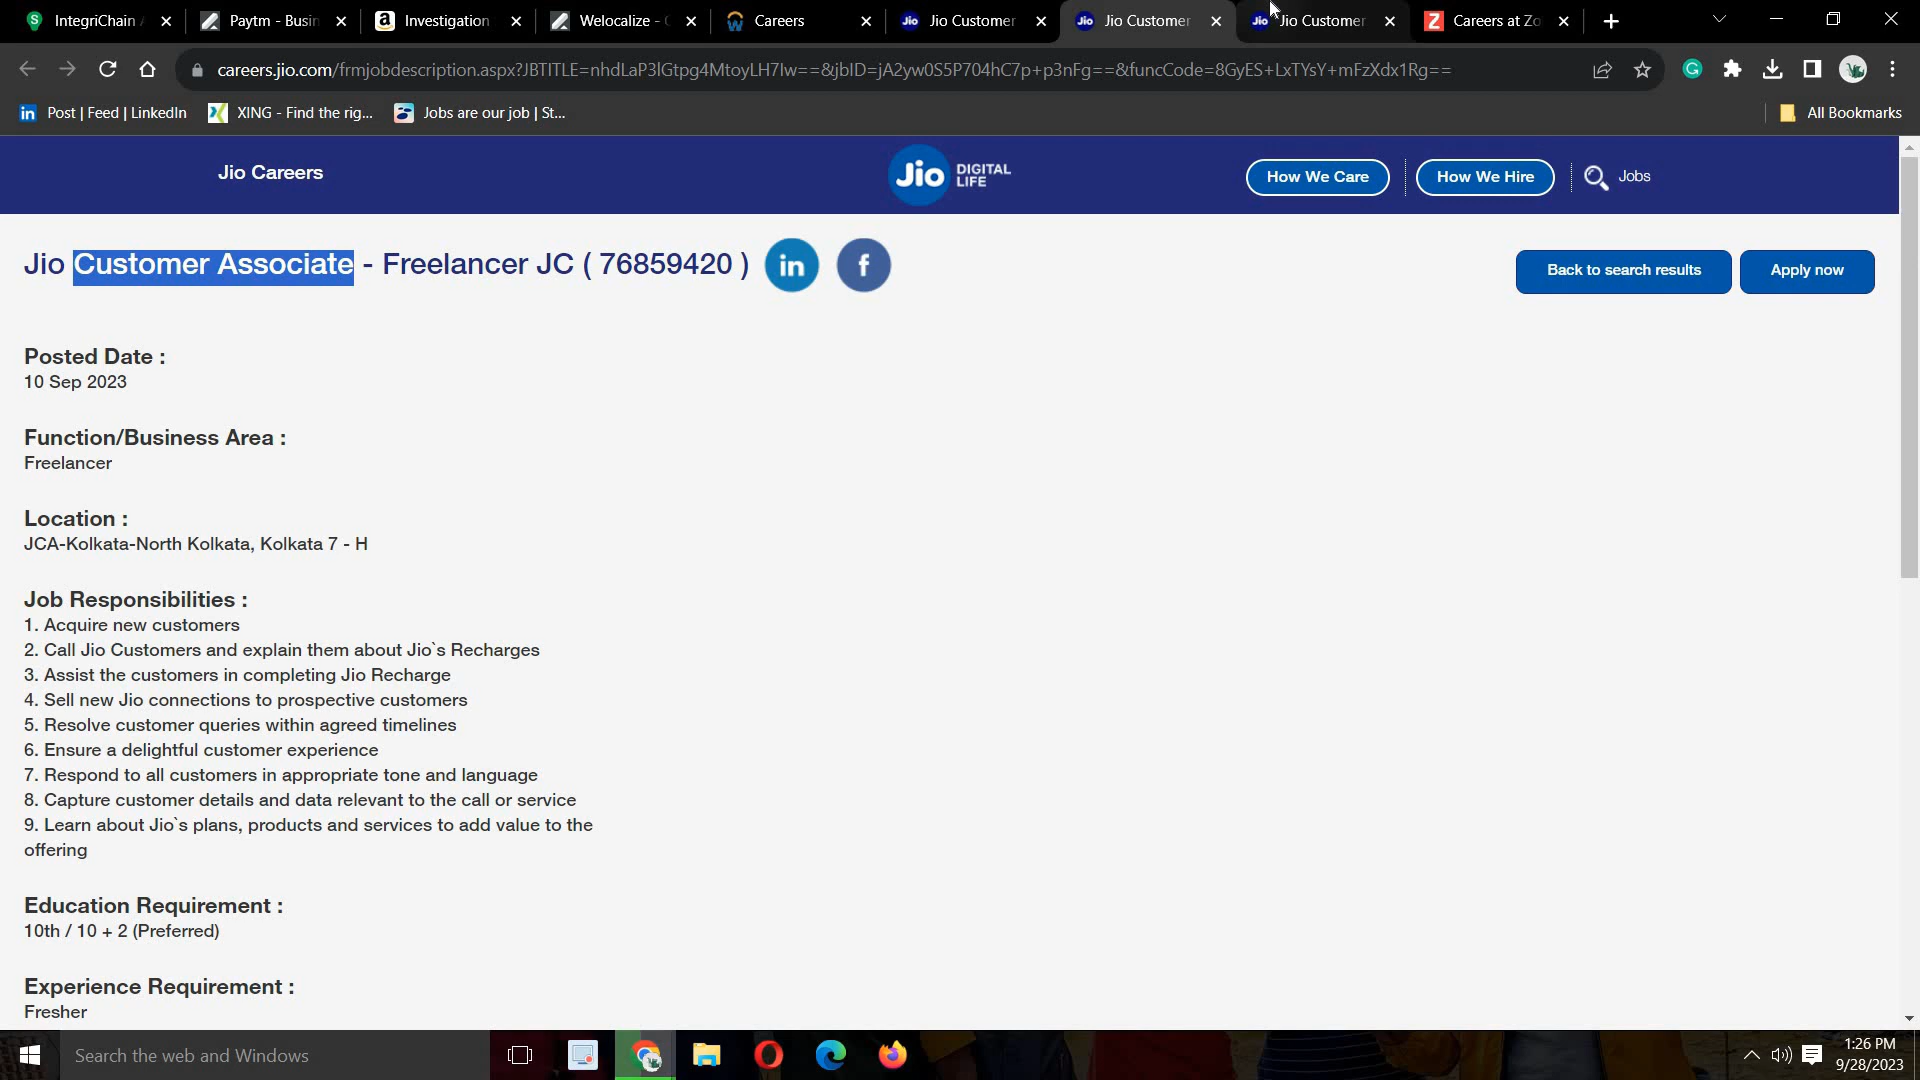 IntegriChain
Paytm - Busin
Investigation
Welocalize -
Careers
Jio Customer
Jio Customer
Jio Customer
Careers at Zo
careers.jio.com/frmjobdescription.aspx?JBTITLE=nhdLaP3lGtpg4MtoyLH7Iw==&jbID=jA2yw0S5P704hC7p+p3nFg==&funcCode=8GyES+LxTYsY+mFzXdx1Rg==
Post | Feed | LinkedIn
XING - Find the rig...
Jobs are our job | St...
All Bookmarks
Jio Careers
Jio DIGITAL LIFE
How We Care
How We Hire
Jobs
Jio Customer Associate - Freelancer JC ( 76859420 )
Back to search results
Apply now
Posted Date :
10 Sep 2023
Function/Business Area :
Freelancer
Location :
JCA-Kolkata-North Kolkata, Kolkata 7 - H
Job Responsibilities :
1. Acquire new customers
2. Call Jio Customers and explain them about Jio`s Recharges
3. Assist the customers in completing Jio Recharge
4. Sell new Jio connections to prospective customers
5. Resolve customer queries within agreed timelines
6. Ensure a delightful customer experience
7. Respond to all customers in appropriate tone and language
8. Capture customer details and data relevant to the call or service
9. Learn about Jio`s plans, products and services to add value to the
offering
Education Requirement :
10th / 10 + 2 (Preferred)
Experience Requirement :
Fresher
Search the web and Windows
1:26 PM
9/28/2023